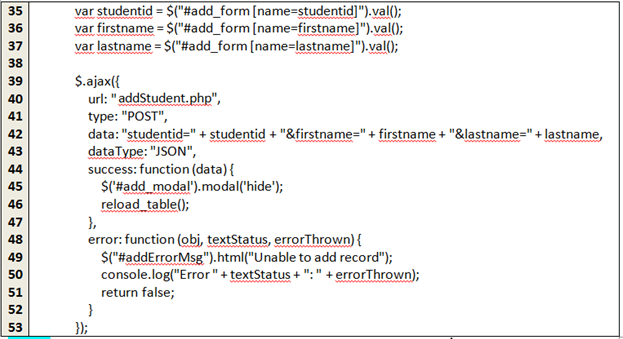 35 var studentid = $("#add_form [name=studentid]").val();
36 var firstname = $("#add_form [name=firstname]").val();
37 var lastname = $("#add_form [name=lastname]").val();
38
39 $.ajax({
40 url: "addStudent.php",
41 type: "POST",
42 data: "studentid=" + studentid + "&firstname=" + firstname + "&lastname=" + lastname,
43 dataType: "JSON",
44 success: function (data) {
45 $('#add_modal').modal('hide');
46 reload_table();
47 },
48 error: function (obj, textStatus, errorThrown) {
49 $("#addErrorMsg").html("Unable to add record");
50 console.log("Error " + textStatus + ": " + errorThrown);
51 return false;
52 }
53 });